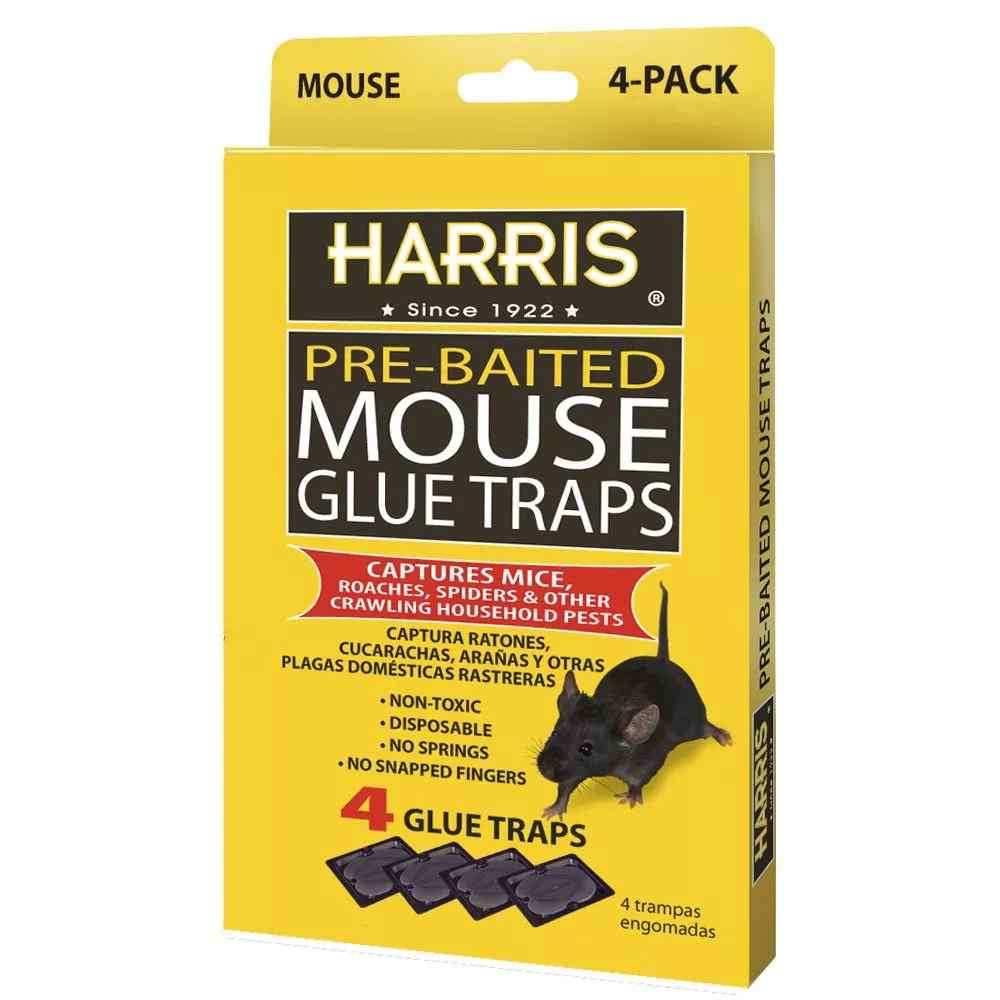 MOUSE
4-PACK
HARRIS
®
★ Since 1922 ★
PRE-BAITED
MOUSE
GLUE TRAPS
CAPTURES MICE,
ROACHES, SPIDERS & OTHER
CRAWLING HOUSEHOLD PESTS
CAPTURA RATONES,
CUCARACHAS, ARAÑAS Y OTRAS
PLAGAS DOMÉSTICAS RASTRERAS
• NON-TOXIC
• DISPOSABLE
• NO SPRINGS
• NO SNAPPED FINGERS
4 GLUE TRAPS
4 trampas
engomadas
PRE-BAITED MOUSE TRAPS
HARRIS
★ Since 1922 ★